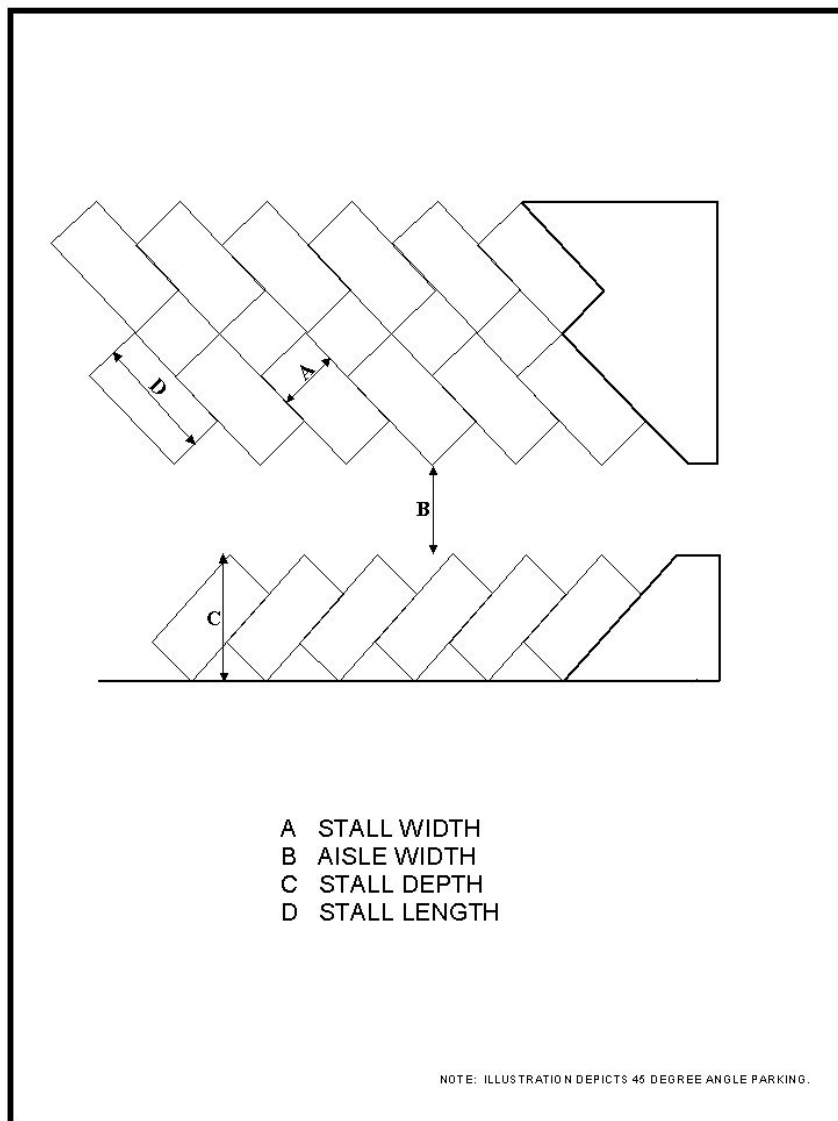 A
D
B
C
A STALL WIDTH
B AISLE WIDTH
C STALL DEPTH
D STALL LENGTH
NOTE: ILLUSTRATION DEPICTS 45 DEGREE ANGLE PARKING.